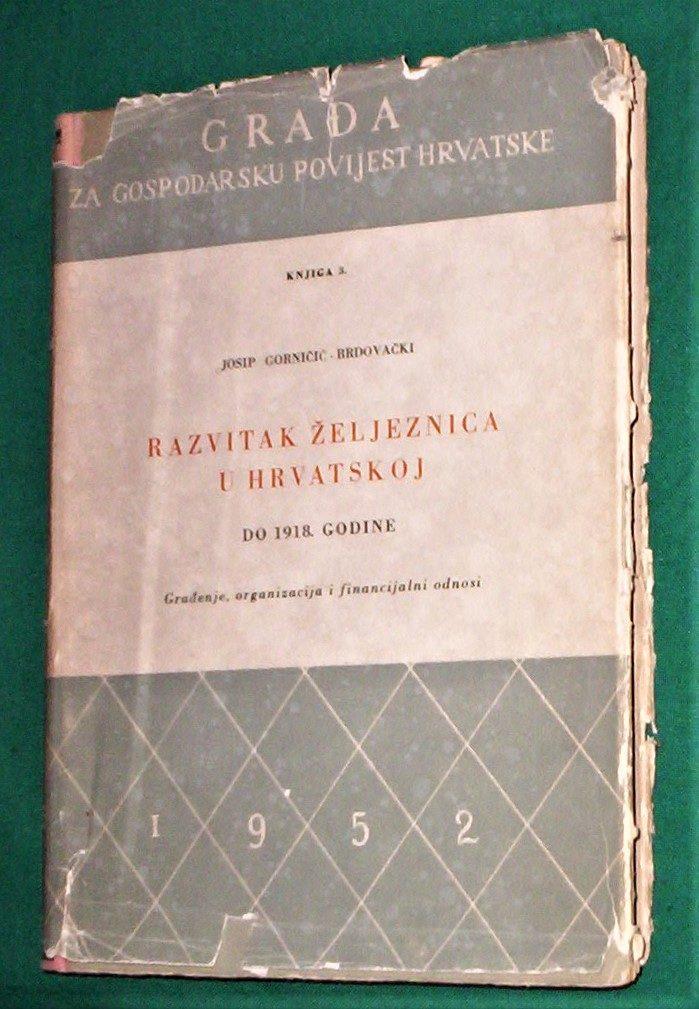 GRAĐA
ZA GOSPODARSKU POVIJEST HRVATSKE
KNJIGA 3.
JOSIP GORNIČIĆ-BRDOVAČKI
RAZVITAK ŽELJEZNICA
U HRVATSKOJ
DO 1918. GODINE
Građenje, organizacija i financijalni odnosi
1952